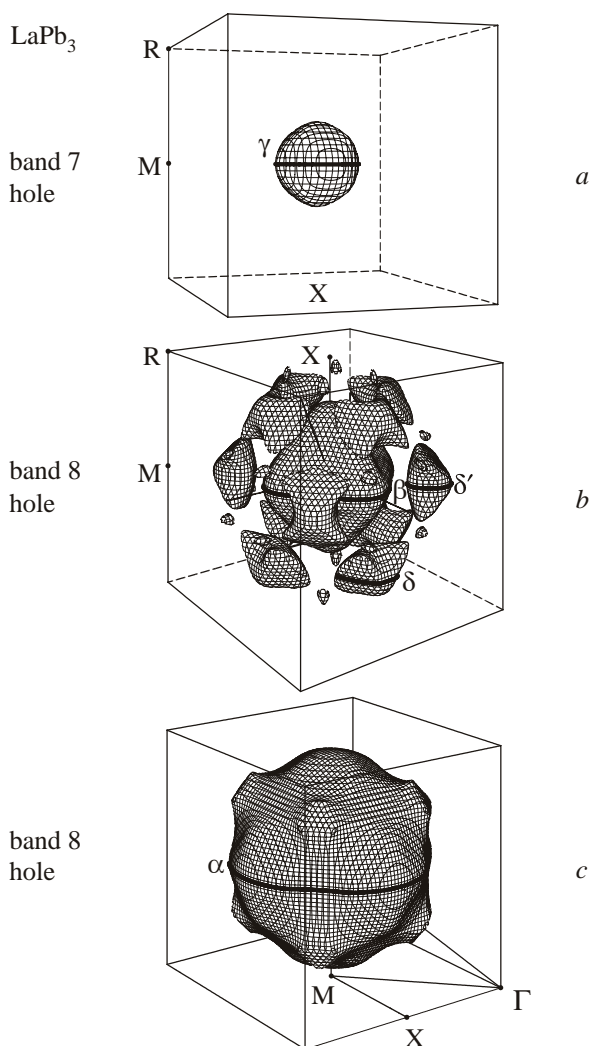 LaPb₃
R
γ
band 7
hole
M
a
X
R
X
band 8
hole
M
β
δ′
b
δ
band 8
hole
α
c
M
Γ
X